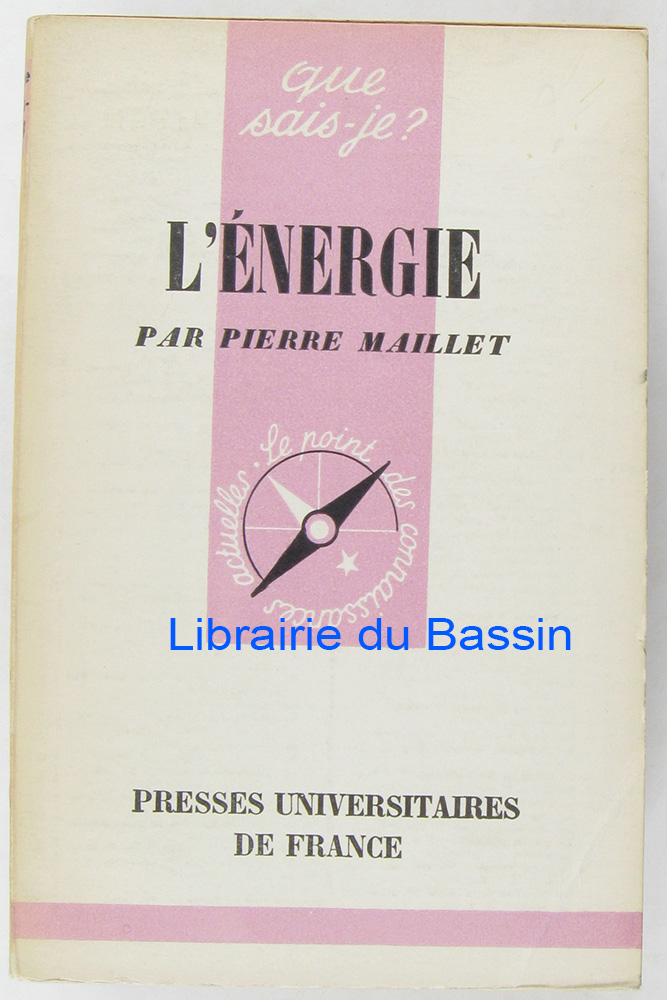 que
sais-je?
L'ÉNERGIE
PAR PIERRE MAILLET
Le point des connaissances actuelles.
Librairie du Bassin
PRESSES UNIVERSITAIRES
DE FRANCE